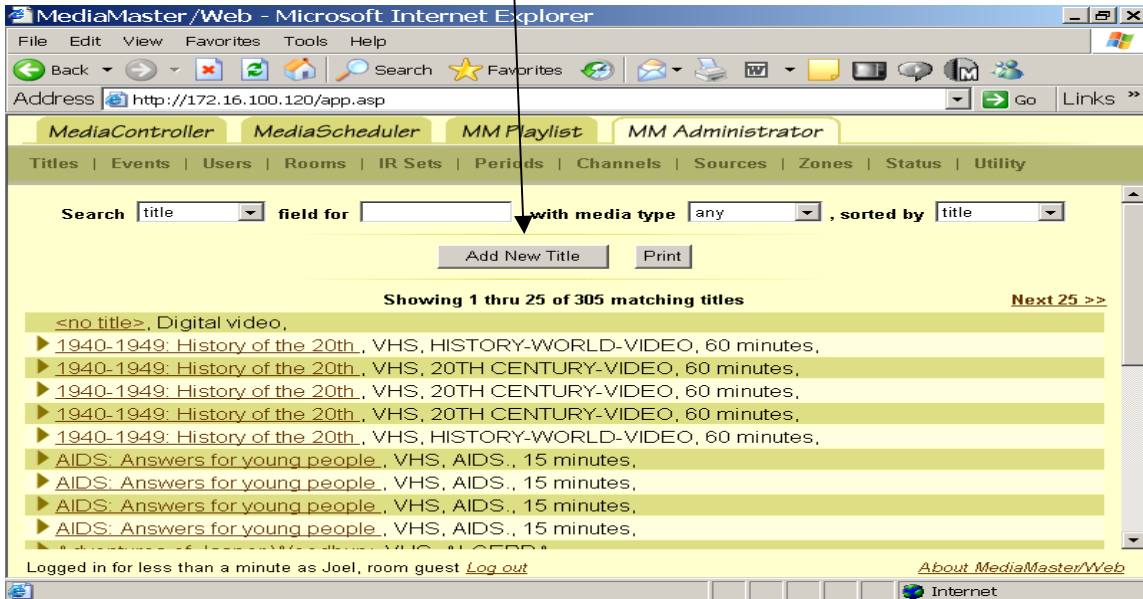 MediaMaster/Web - Microsoft Internet Explorer
File Edit View Favorites Tools Help
Back Search Favorites
Address http://172.16.100.120/app.asp Go Links »
MediaController MediaScheduler MM Playlist MM Administrator
Titles | Events | Users | Rooms | IR Sets | Periods | Channels | Sources | Zones | Status | Utility
Search title field for with media type any , sorted by title
Add New Title Print
Showing 1 thru 25 of 305 matching titles Next 25 >>
<no title>, Digital video,
1940-1949: History of the 20th , VHS, HISTORY-WORLD-VIDEO, 60 minutes,
1940-1949: History of the 20th , VHS, 20TH CENTURY-VIDEO, 60 minutes,
1940-1949: History of the 20th , VHS, 20TH CENTURY-VIDEO, 60 minutes,
1940-1949: History of the 20th , VHS, 20TH CENTURY-VIDEO, 60 minutes,
1940-1949: History of the 20th , VHS, HISTORY-WORLD-VIDEO, 60 minutes,
AIDS: Answers for young people , VHS, AIDS., 15 minutes,
AIDS: Answers for young people , VHS, AIDS., 15 minutes,
AIDS: Answers for young people , VHS, AIDS., 15 minutes,
AIDS: Answers for young people , VHS, AIDS., 15 minutes,
Logged in for less than a minute as Joel, room guest Log out About MediaMaster/Web
Internet